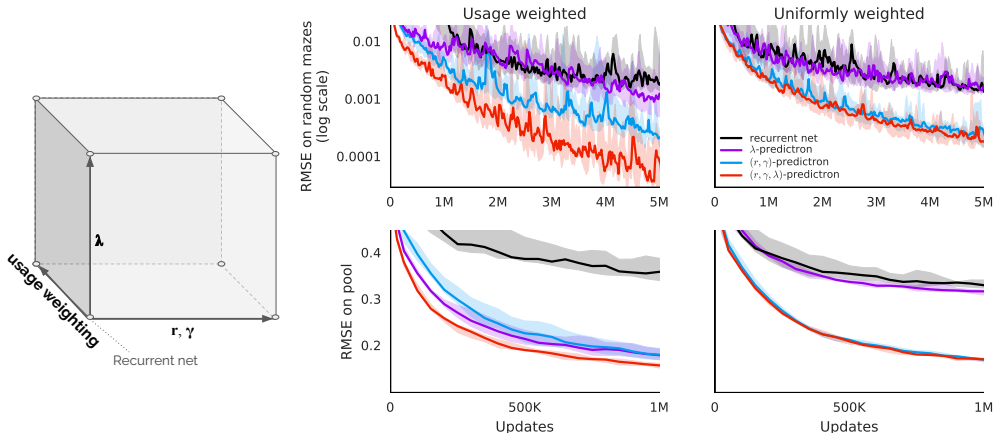 Usage weighted
Uniformly weighted
RMSE on random mazes
(log scale)
0.01
0.001
0.0001
0 1M 2M 3M 4M 5M
recurrent net
λ-predictron
(r, γ)-predictron
(r, γ, λ)-predictron
0 1M 2M 3M 4M 5M
λ
usage weighting
r, γ
Recurrent net
RMSE on pool
0.4
0.3
0.2
0 500K 1M
Updates
0 500K 1M
Updates